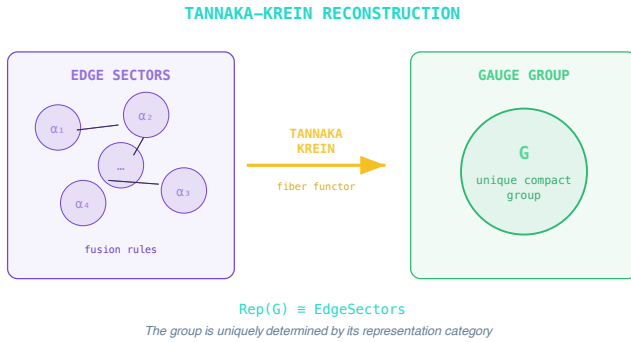 TANNAKA–KREIN RECONSTRUCTION
EDGE SECTORS
α₁
α₂
...
α₃
α₄
fusion rules
TANNAKA
KREIN
fiber functor
GAUGE GROUP
G
unique compact
group
Rep(G) ≅ EdgeSectors
The group is uniquely determined by its representation category